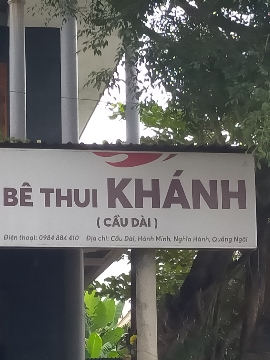 BÊ THUI KHÁNH
( CẦU DÀI )
Điện thoại: 0984 884 610 Địa chỉ: Cầu Dài, Hành Minh, Nghĩa Hành, Quảng Ngãi